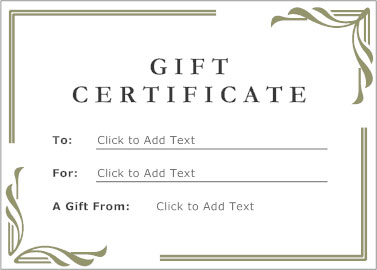 GIFT
CERTIFICATE
To: Click to Add Text
For: Click to Add Text
A Gift From: Click to Add Text